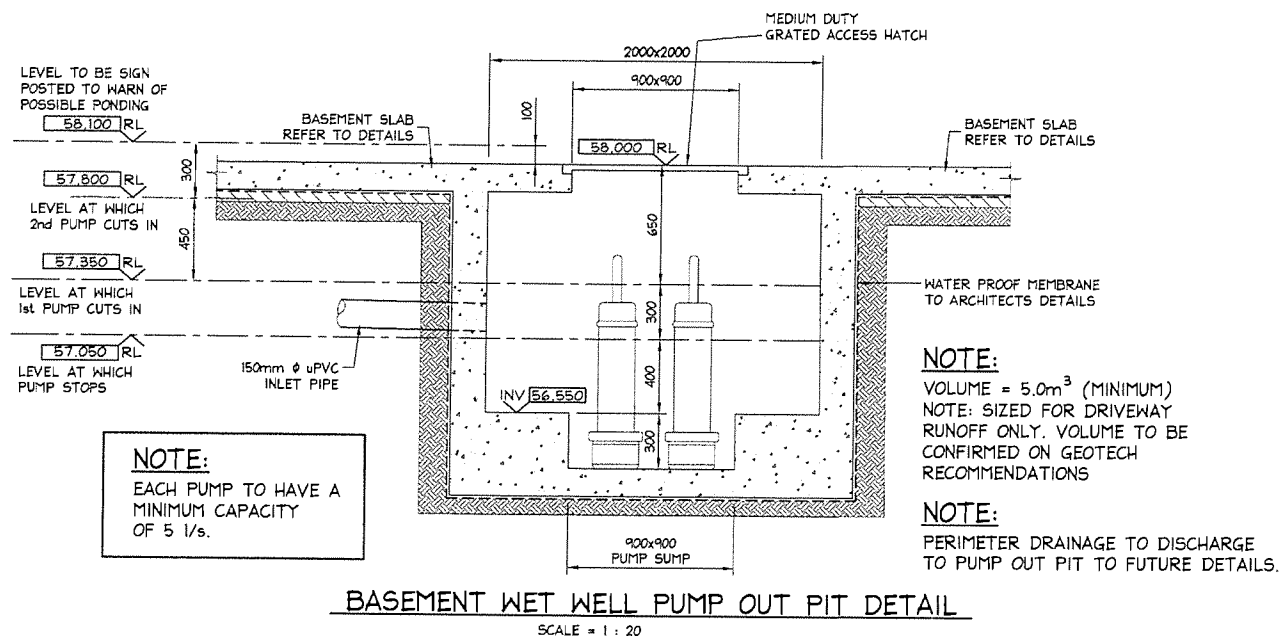 MEDIUM DUTY
GRATED ACCESS HATCH
2000x2000
900x900
LEVEL TO BE SIGN
POSTED TO WARN OF
POSSIBLE PONDING
58,100 RL
100
BASEMENT SLAB
REFER TO DETAILS
58,000 RL
BASEMENT SLAB
REFER TO DETAILS
300
57,800 RL
LEVEL AT WHICH
2nd PUMP CUTS IN
450
650
57,350 RL
LEVEL AT WHICH
1st PUMP CUTS IN
300
WATER PROOF MEMBRANE
TO ARCHITECTS DETAILS
57.050 RL
LEVEL AT WHICH
PUMP STOPS
150mm ϕ uPVC
INLET PIPE
400
INV 56,550
300
NOTE:
VOLUME = 5.0m³ (MINIMUM)
NOTE: SIZED FOR DRIVEWAY
RUNOFF ONLY. VOLUME TO BE
CONFIRMED ON GEOTECH
RECOMMENDATIONS
NOTE:
EACH PUMP TO HAVE A
MINIMUM CAPACITY
OF 5 l/s.
NOTE:
PERIMETER DRAINAGE TO DISCHARGE
TO PUMP OUT PIT TO FUTURE DETAILS.
900x900
PUMP SUMP
BASEMENT WET WELL PUMP OUT PIT DETAIL
SCALE = 1 : 20